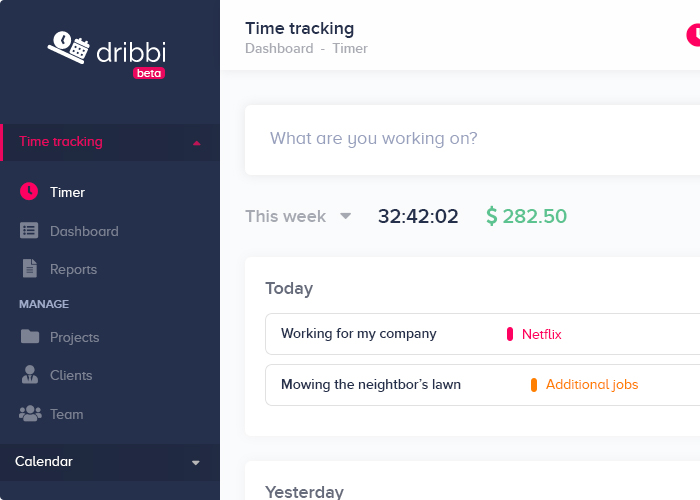 dribbi
beta
Time tracking
Timer
Dashboard
Reports
MANAGE
Projects
Clients
Team
Calendar
Time tracking
Dashboard - Timer
What are you working on?
This week 32:42:02 $ 282.50
Today
Working for my company Netflix
Mowing the neightbor's lawn Additional jobs
Yesterday